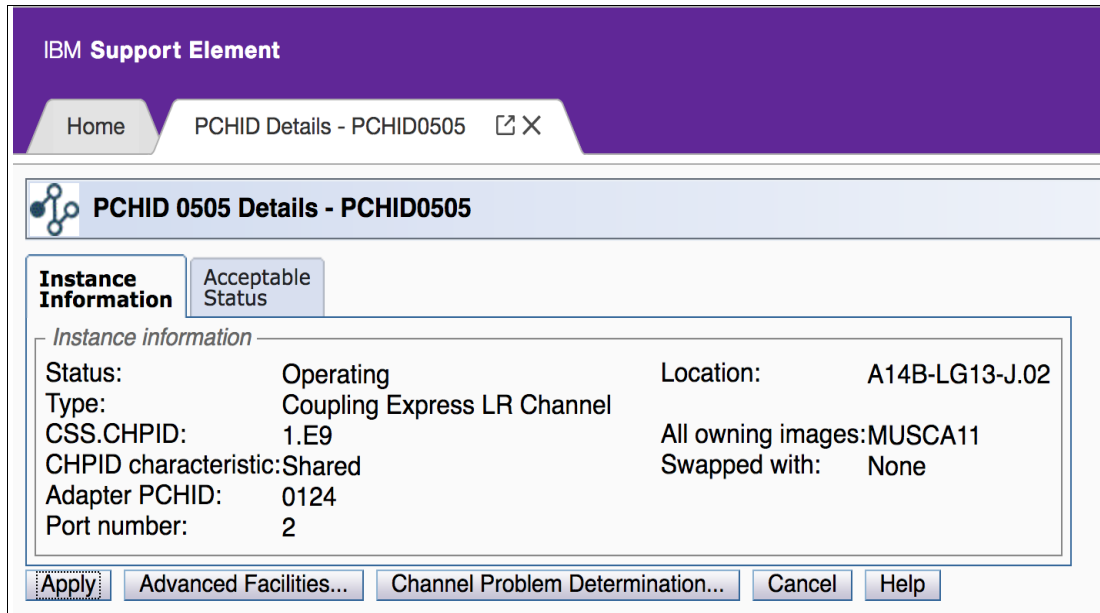 IBM Support Element
Home
PCHID Details - PCHID0505
PCHID 0505 Details - PCHID0505
Instance
Information
Acceptable
Status
Instance information
Status: Operating Location: A14B-LG13-J.02
Type: Coupling Express LR Channel
CSS.CHPID: 1.E9 All owning images: MUSCA11
CHPID characteristic: Shared Swapped with: None
Adapter PCHID: 0124
Port number: 2
Apply Advanced Facilities... Channel Problem Determination... Cancel Help